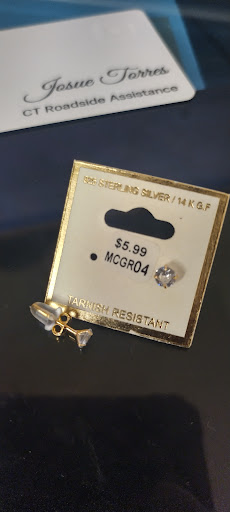 Josue Torres
CT Roadside Assistance
925 STERLING SILVER / 14 K G.F
$5.99
MCGR04
TARNISH RESISTANT